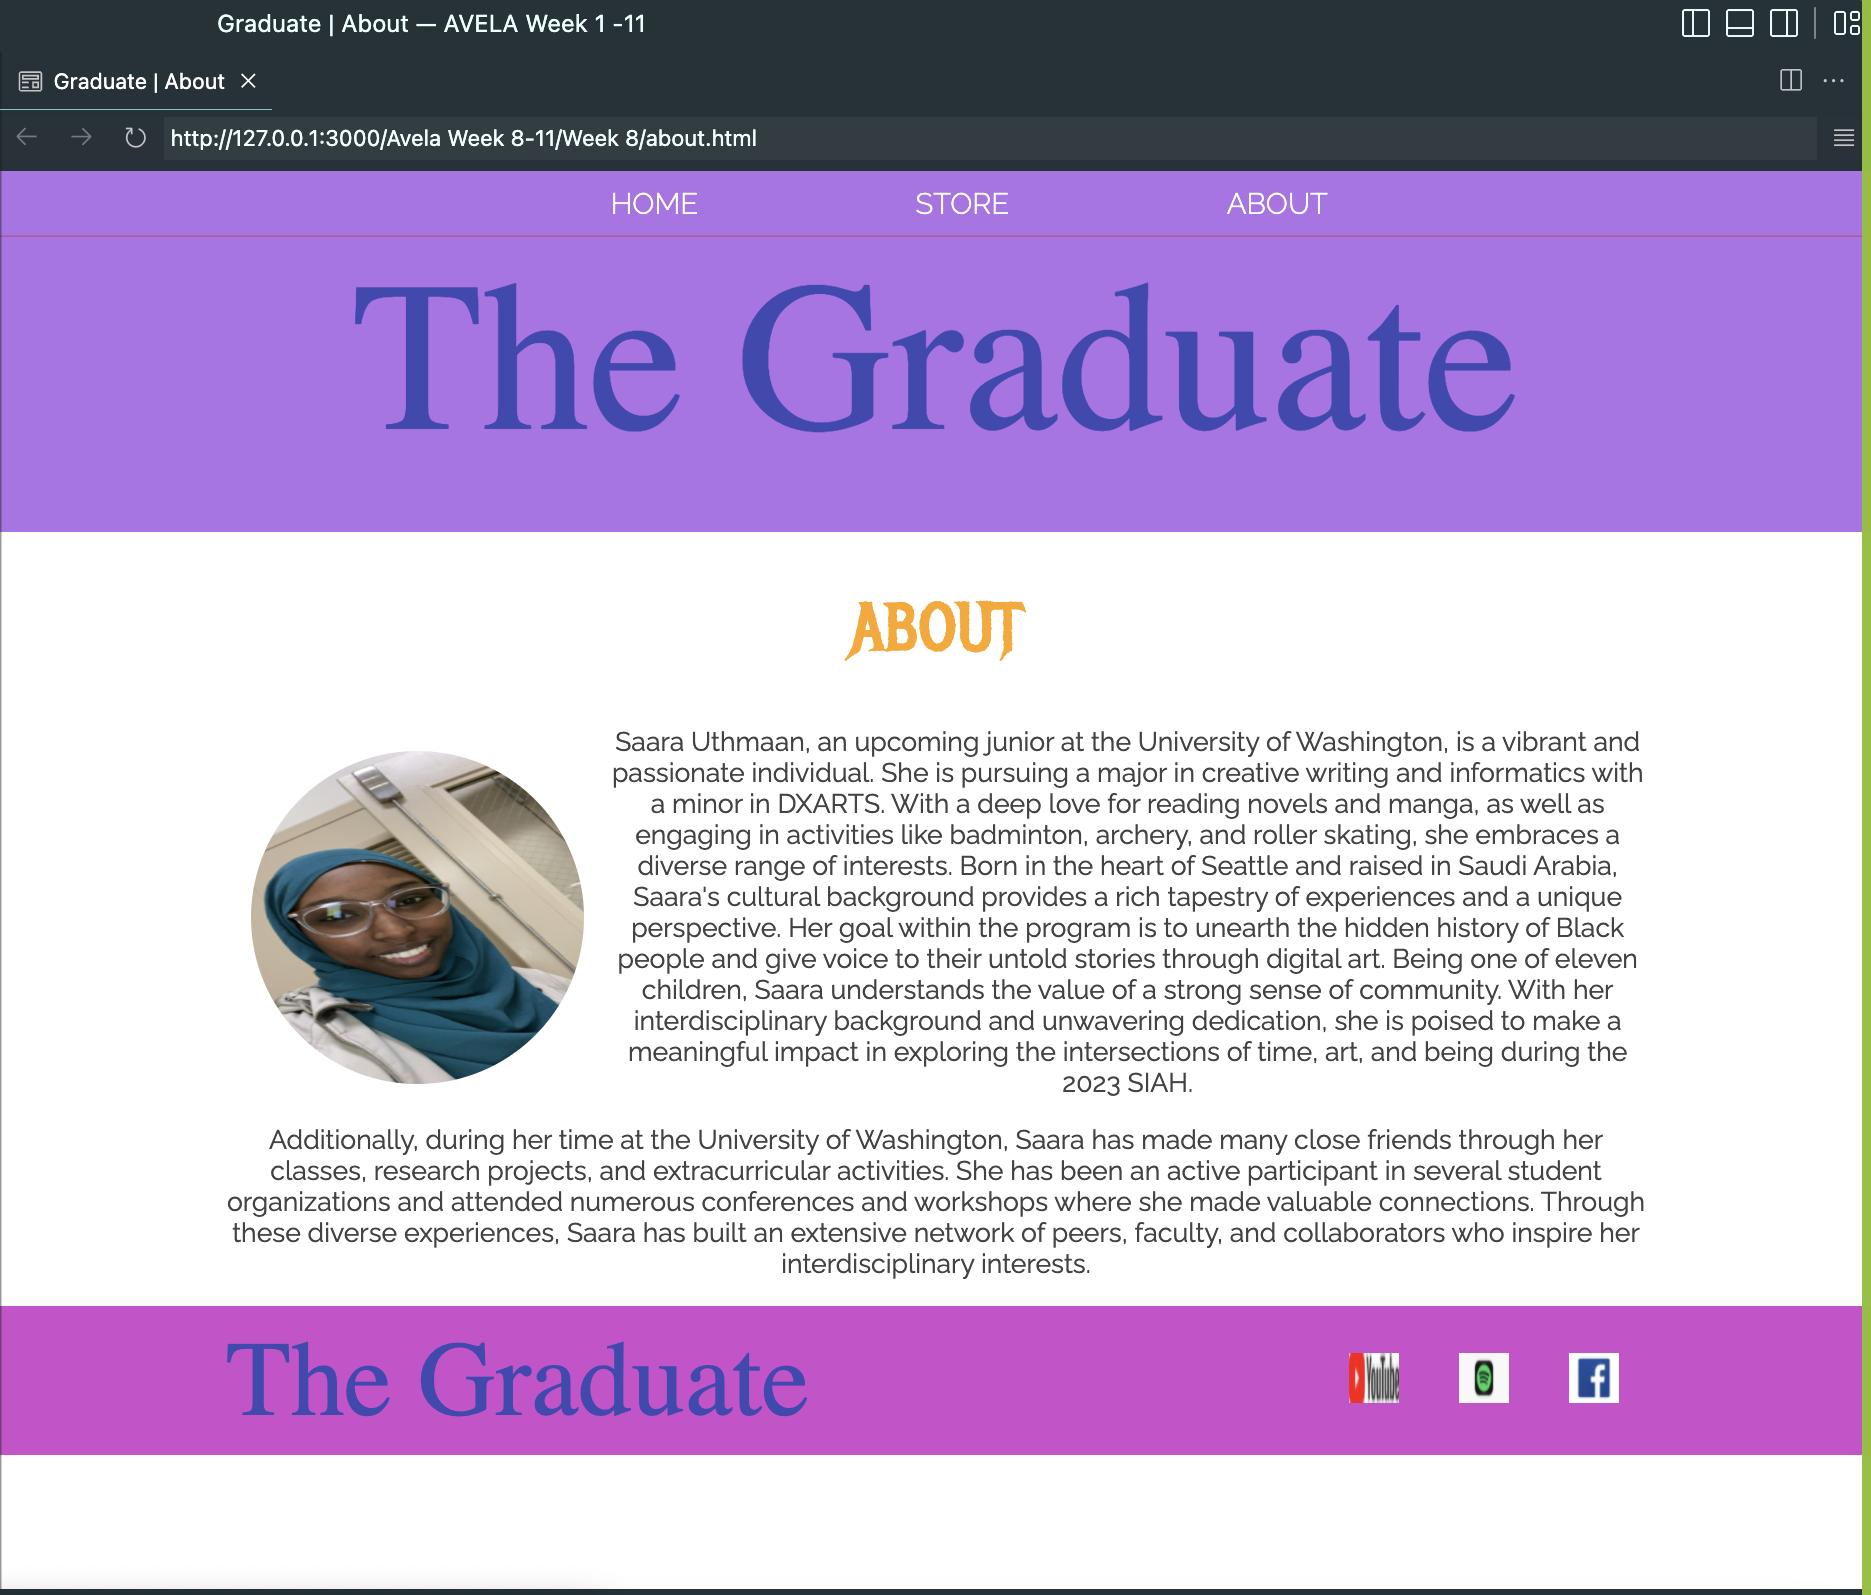 Graduate | About — AVELA Week 1 -11
Graduate | About
http://127.0.0.1:3000/Avela Week 8-11/Week 8/about.html
HOME STORE ABOUT
The Graduate
ABOUT
Saara Uthmaan, an upcoming junior at the University of Washington, is a vibrant and
passionate individual. She is pursuing a major in creative writing and informatics with
a minor in DXARTS. With a deep love for reading novels and manga, as well as
engaging in activities like badminton, archery, and roller skating, she embraces a
diverse range of interests. Born in the heart of Seattle and raised in Saudi Arabia,
Saara's cultural background provides a rich tapestry of experiences and a unique
perspective. Her goal within the program is to unearth the hidden history of Black
people and give voice to their untold stories through digital art. Being one of eleven
children, Saara understands the value of a strong sense of community. With her
interdisciplinary background and unwavering dedication, she is poised to make a
meaningful impact in exploring the intersections of time, art, and being during the
2023 SIAH.
Additionally, during her time at the University of Washington, Saara has made many close friends through her
classes, research projects, and extracurricular activities. She has been an active participant in several student
organizations and attended numerous conferences and workshops where she made valuable connections. Through
these diverse experiences, Saara has built an extensive network of peers, faculty, and collaborators who inspire her
interdisciplinary interests.
The Graduate
YouTube